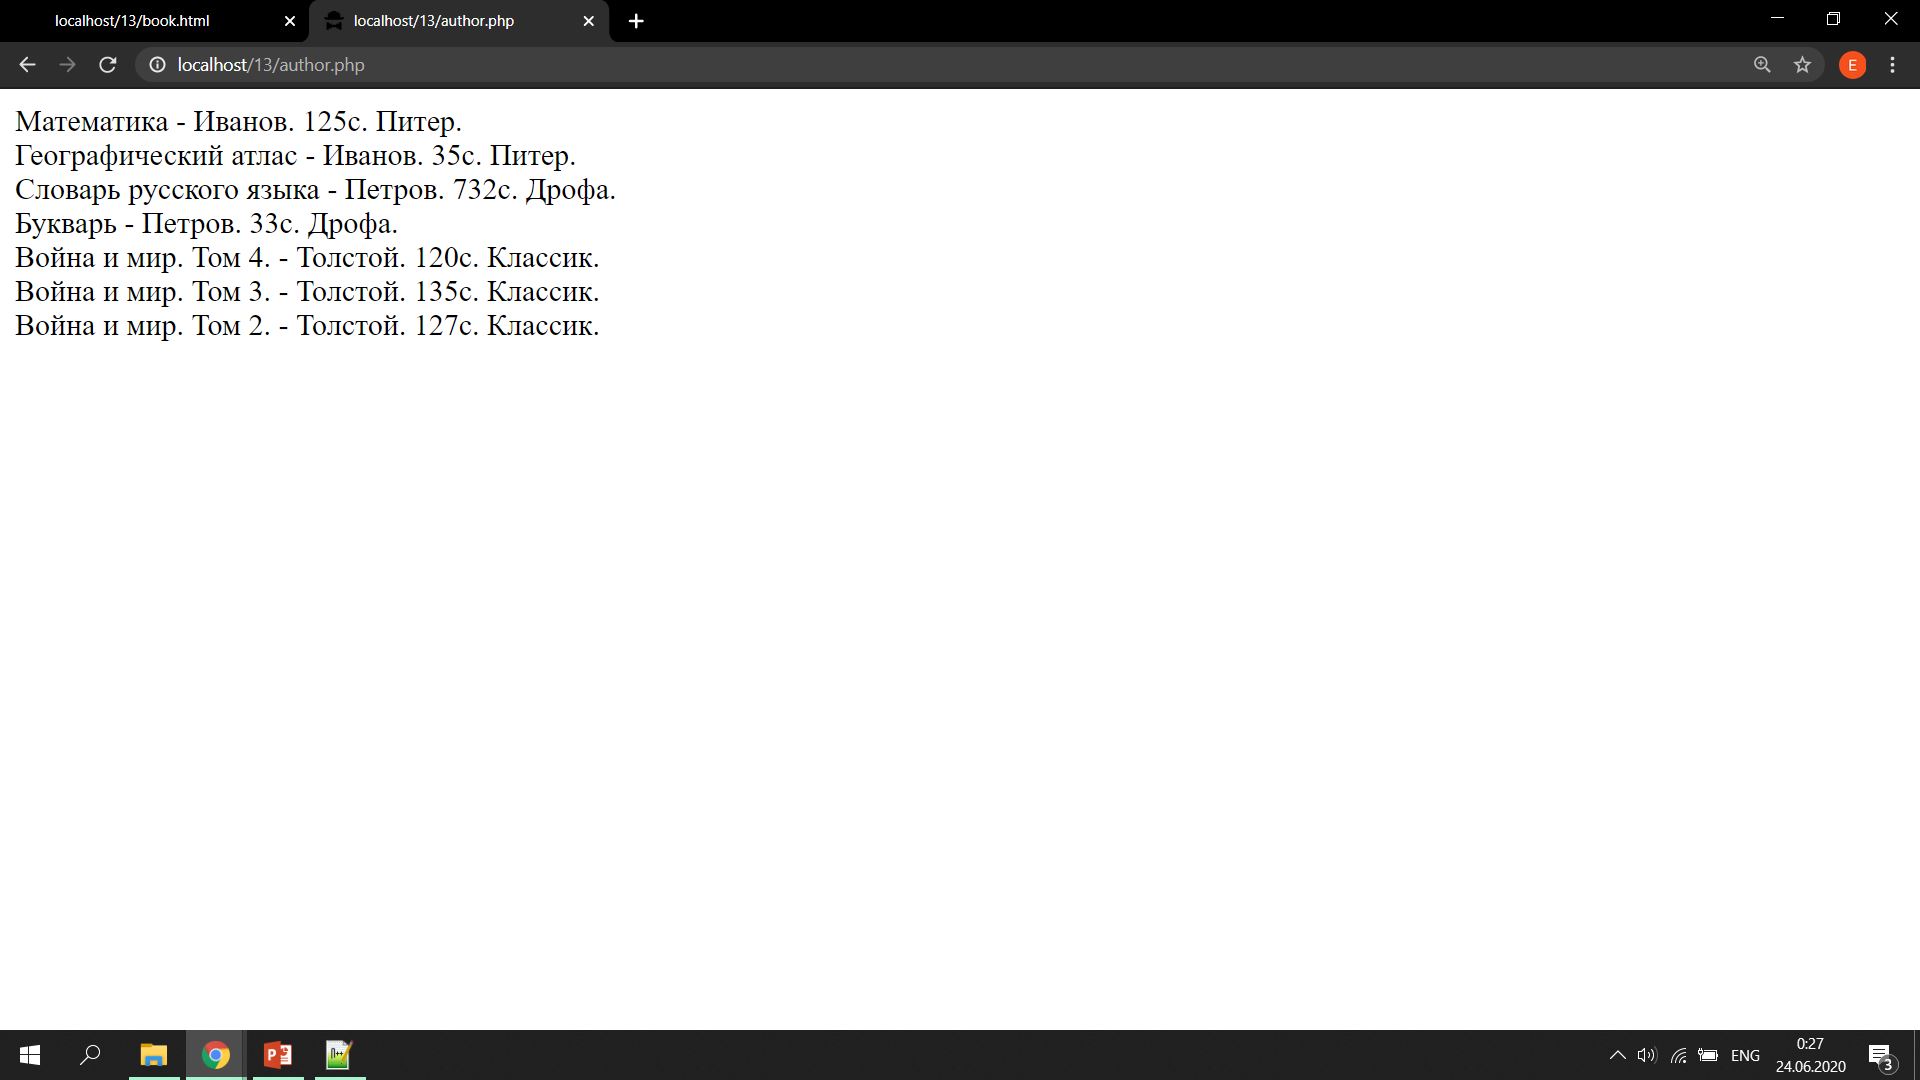 localhost/13/book.html
localhost/13/author.php
localhost/13/author.php
E
Математика - Иванов. 125с. Питер.
Географический атлас - Иванов. 35с. Питер.
Словарь русского языка - Петров. 732с. Дрофа.
Букварь - Петров. 33с. Дрофа.
Война и мир. Том 4. - Толстой. 120с. Классик.
Война и мир. Том 3. - Толстой. 135с. Классик.
Война и мир. Том 2. - Толстой. 127с. Классик.
ENG
0:27
24.06.2020
3